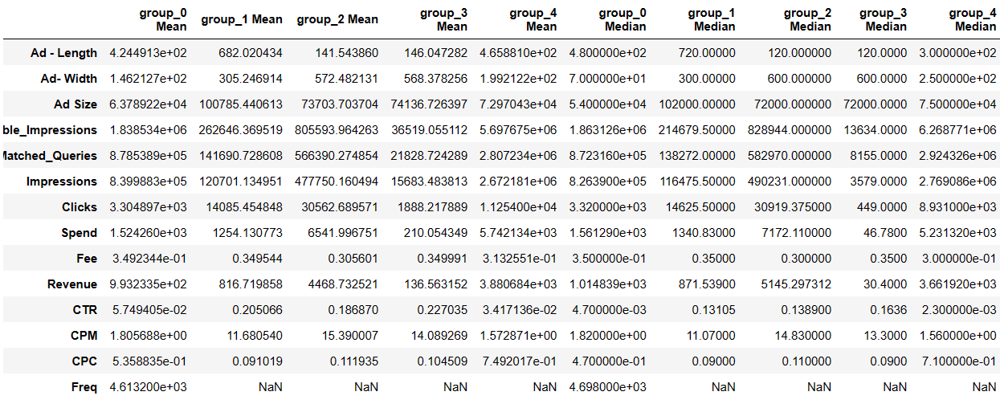 group_0 Mean group_1 Mean group_2 Mean group_3 Mean group_4 Mean group_0 Median group_1 Median group_2 Median group_3 Median group_4 Median
Ad - Length 4.244913e+02 682.020434 141.543860 146.047282 4.658810e+02 4.800000e+02 720.00000 120.000000 120.0000 3.000000e+02
Ad- Width 1.462127e+02 305.246914 572.482131 568.378256 1.992122e+02 7.000000e+01 300.00000 600.000000 600.0000 2.500000e+02
Ad Size 6.378922e+04 100785.440613 73703.703704 74136.726397 7.297043e+04 5.400000e+04 102000.00000 72000.000000 72000.0000 7.500000e+04
ble_Impressions 1.838534e+06 262646.369519 805593.964263 36519.055112 5.697675e+06 1.863126e+06 214679.50000 828944.000000 13634.0000 6.268771e+06
Matched_Queries 8.785389e+05 141690.728608 566390.274854 21828.724289 2.807234e+06 8.723160e+05 138272.00000 582970.000000 8155.0000 2.924326e+06
Impressions 8.399883e+05 120701.134951 477750.160494 15683.483813 2.672181e+06 8.263900e+05 116475.50000 490231.000000 3579.0000 2.769086e+06
Clicks 3.304897e+03 14085.454848 30562.689571 1888.217889 1.125400e+04 3.320000e+03 14625.50000 30919.375000 449.0000 8.931000e+03
Spend 1.524260e+03 1254.130773 6541.996751 210.054349 5.742134e+03 1.561290e+03 1340.83000 7172.110000 46.7800 5.231320e+03
Fee 3.492344e-01 0.349544 0.305601 0.349991 3.132551e-01 3.500000e-01 0.35000 0.300000 0.3500 3.000000e-01
Revenue 9.932335e+02 816.719858 4468.732521 136.563152 3.880684e+03 1.014839e+03 871.53900 5145.297312 30.4000 3.661920e+03
CTR 5.749405e-02 0.205066 0.186870 0.227035 3.417136e-02 4.700000e-03 0.13105 0.138900 0.1636 2.300000e-03
CPM 1.805688e+00 11.680540 15.390007 14.089269 1.572871e+00 1.820000e+00 11.07000 14.830000 13.3000 1.560000e+00
CPC 5.358835e-01 0.091019 0.111935 0.104509 7.492017e-01 4.700000e-01 0.09000 0.110000 0.0900 7.100000e-01
Freq 4.613200e+03 NaN NaN NaN NaN 4.698000e+03 NaN NaN NaN NaN